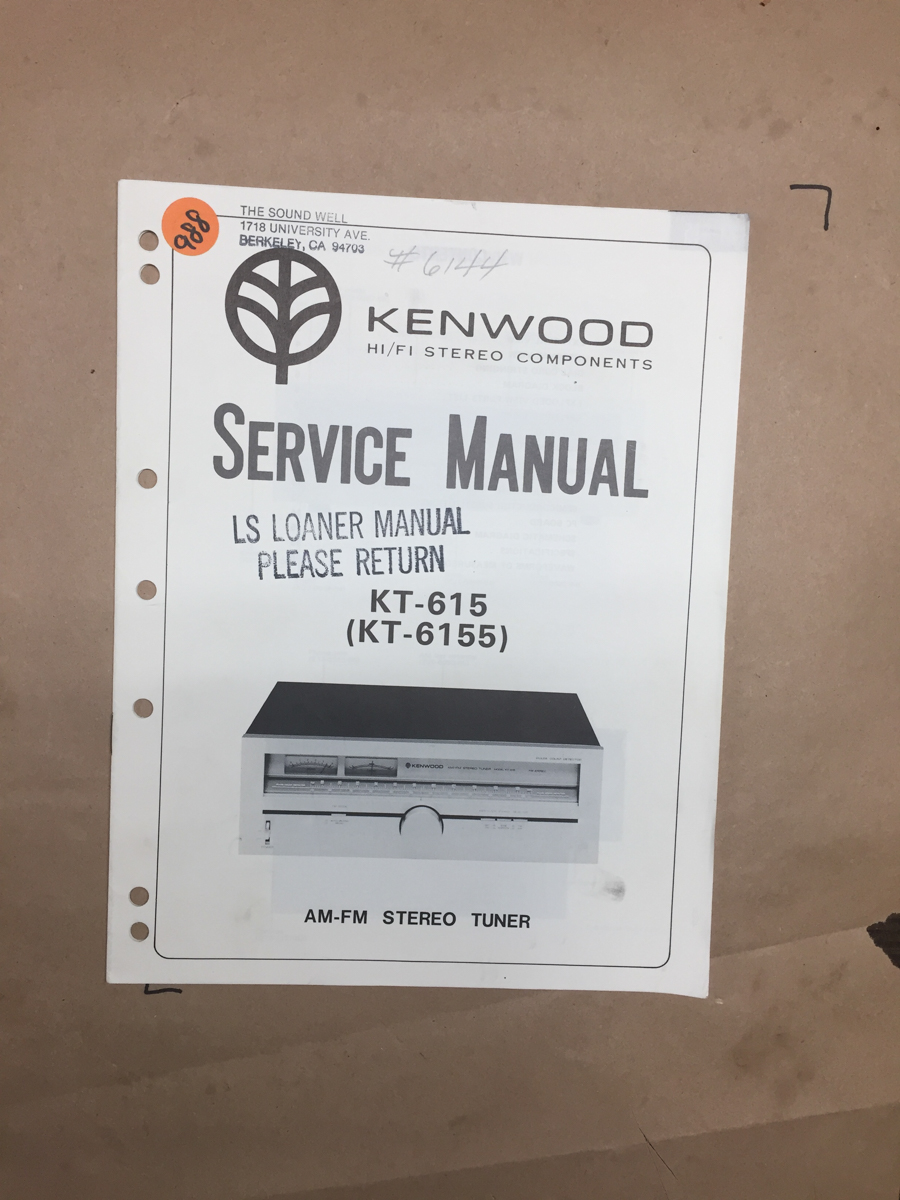 988
THE SOUND WELL
1718 UNIVERSITY AVE.
BERKELEY, CA 94703
#6144
KENWOOD
HI/FI STEREO COMPONENTS
SERVICE MANUAL
LS LOANER MANUAL
PLEASE RETURN
KT-615
(KT-6155)
KENWOOD
AM-FM STEREO TUNER